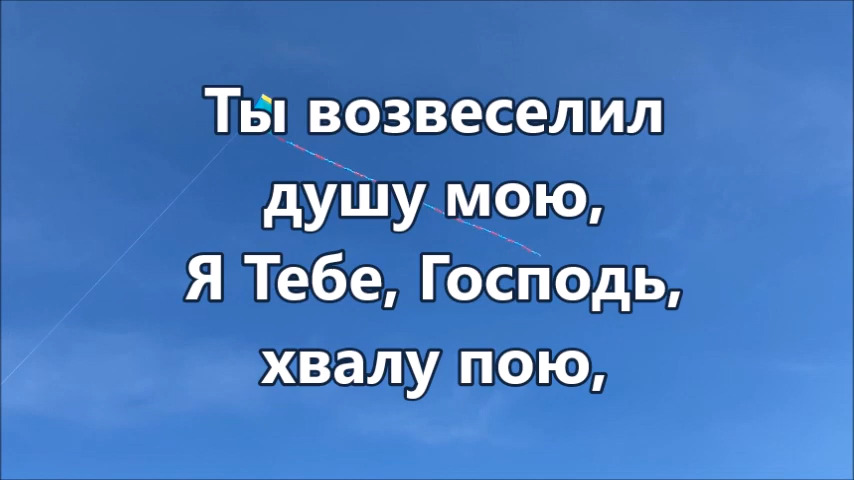 Ты возвеселил
душу мою,
Я Тебе, Господь,
хвалу пою,